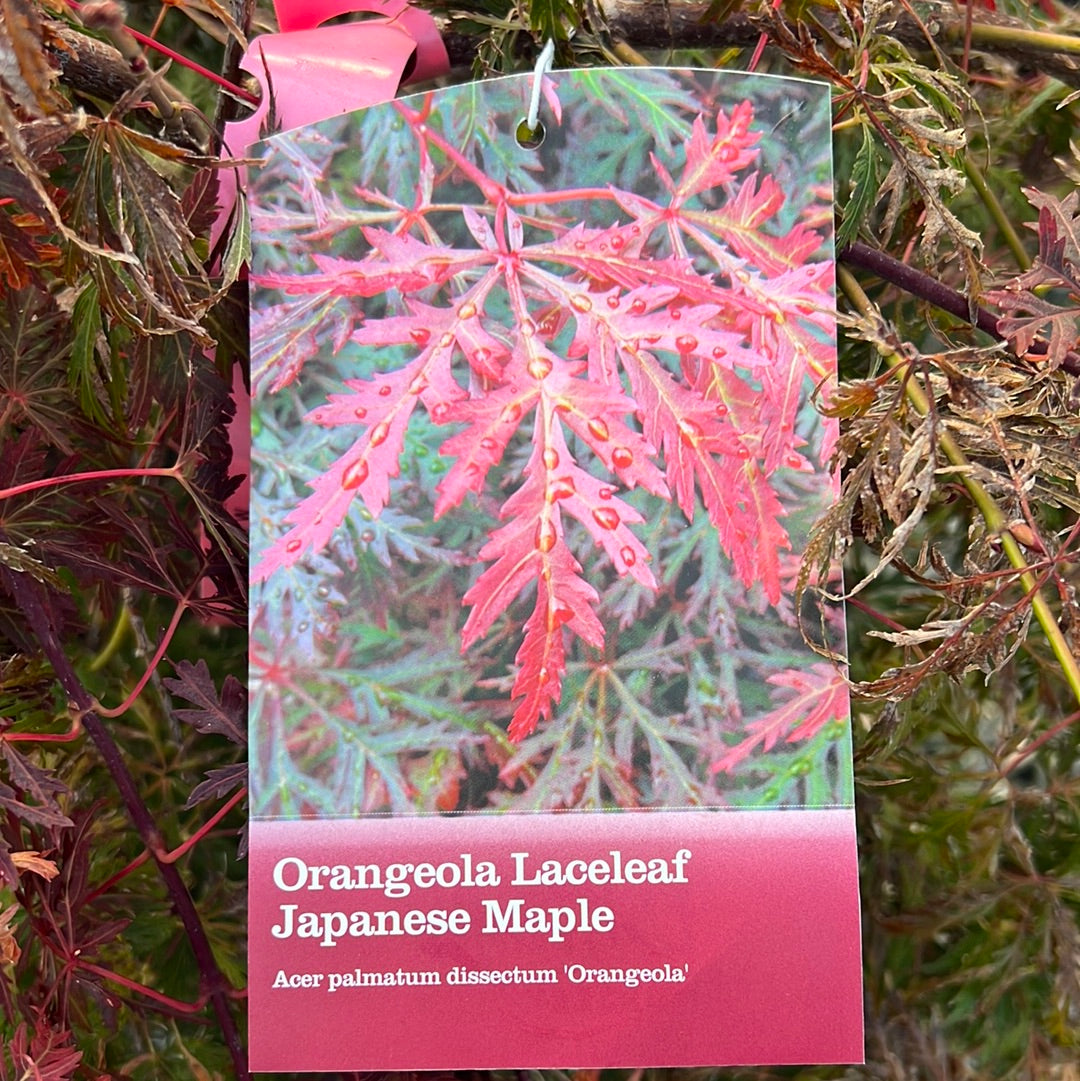 Orangeola Laceleaf
Japanese Maple
Acer palmatum dissectum 'Orangeola'